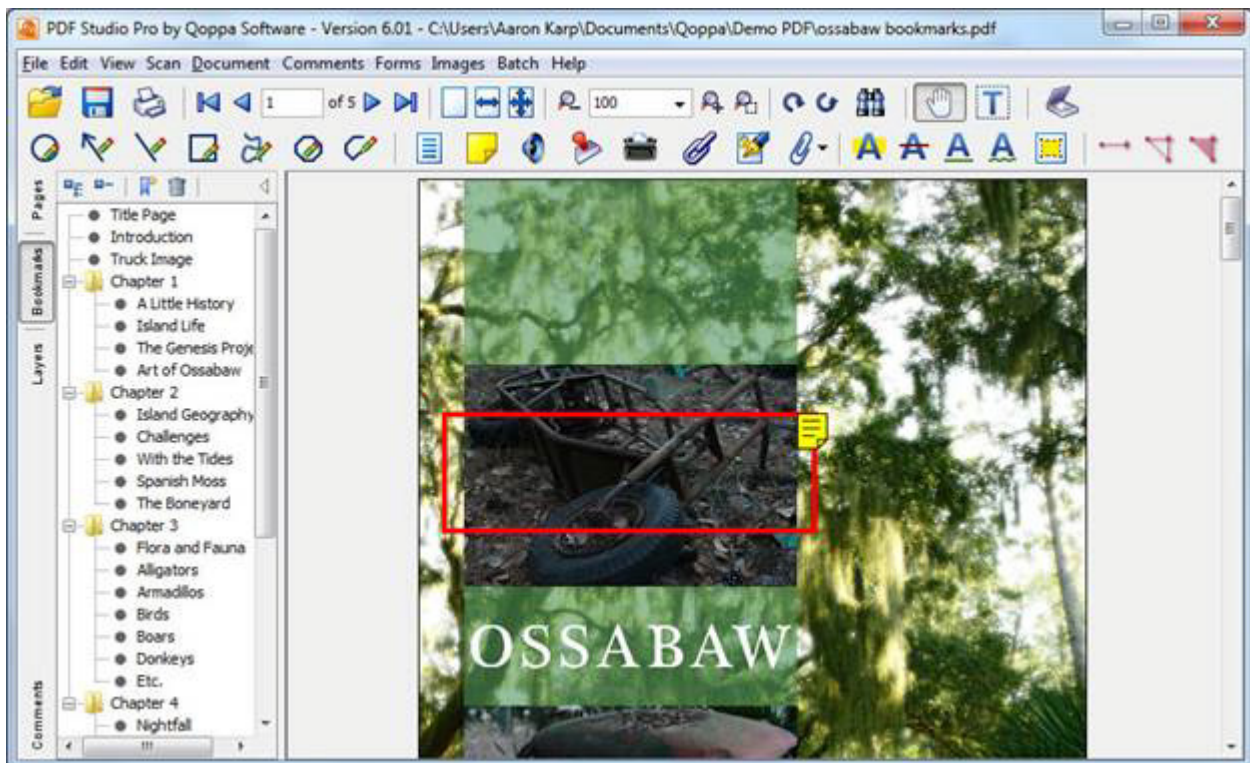 PDF Studio Pro by Qoppa Software - Version 6.01 - C:\Users\Aaron Karp\Documents\Qoppa\Demo PDF\ossabaw bookmarks.pdf
File Edit View Scan Document Comments Forms Images Batch Help
1 of 5 100
T
A A A A
Pages
Bookmarks
Layers
Comments
Title Page
Introduction
Truck Image
Chapter 1
A Little History
Island Life
The Genesis Proje
Art of Ossabaw
Chapter 2
Island Geography
Challenges
With the Tides
Spanish Moss
The Boneyard
Chapter 3
Flora and Fauna
Alligators
Armadillos
Birds
Boars
Donkeys
Etc.
Chapter 4
Nightfall
OSSABAW